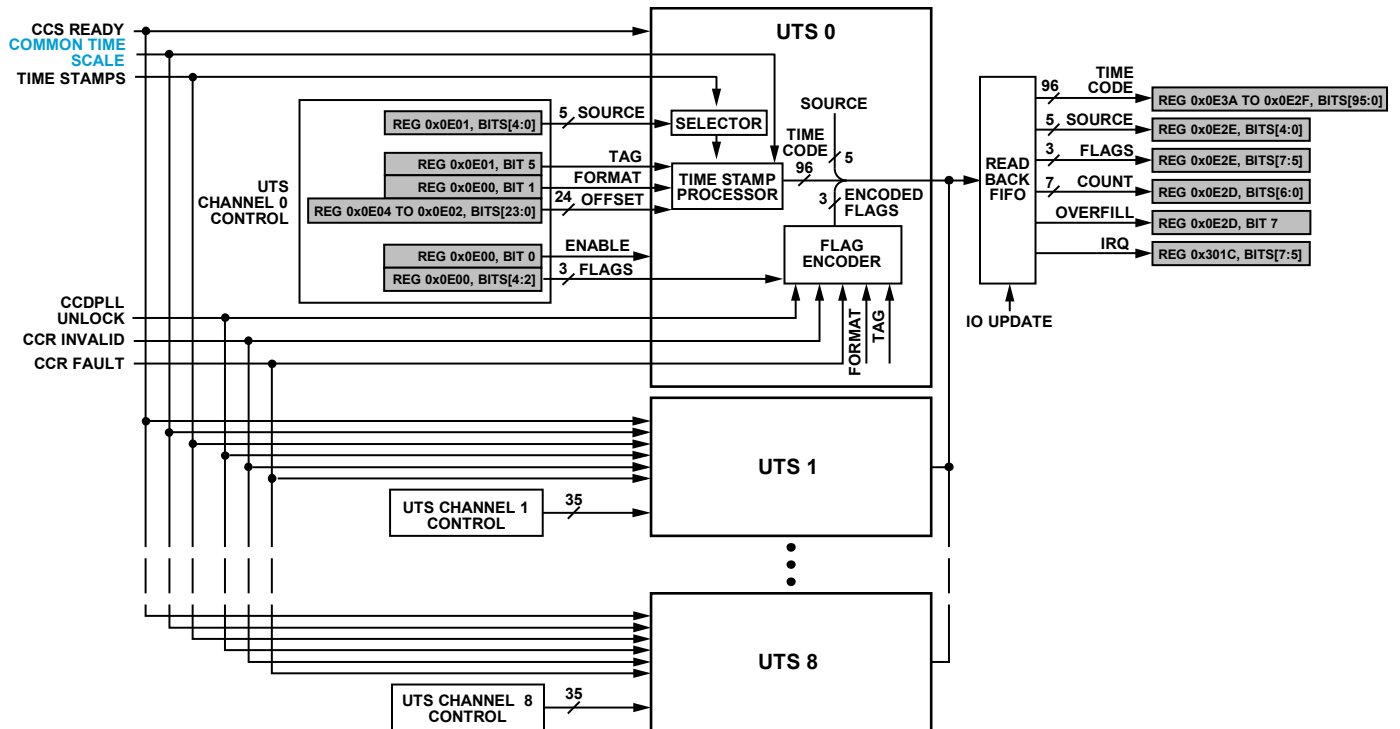 CCS READY
COMMON TIME
SCALE
TIME STAMPS
UTS
CHANNEL 0
CONTROL
REG 0x0E01, BITS[4:0]
5
SOURCE
REG 0x0E01, BIT 5
TAG
REG 0x0E00, BIT 1
FORMAT
REG 0x0E04 TO 0x0E02, BITS[23:0]
24
OFFSET
REG 0x0E00, BIT 0
ENABLE
REG 0x0E00, BITS[4:2]
3
FLAGS
CCDPLL
UNLOCK
CCR INVALID
CCR FAULT
UTS 0
SELECTOR
TIME STAMP
PROCESSOR
SOURCE
TIME
CODE
96
5
3
ENCODED
FLAGS
FLAG
ENCODER
FORMAT
TAG
READ
BACK
FIFO
IO UPDATE
96
TIME
CODE
REG 0x0E3A TO 0x0E2F, BITS[95:0]
5
SOURCE
REG 0x0E2E, BITS[4:0]
3
FLAGS
REG 0x0E2E, BITS[7:5]
7
COUNT
REG 0x0E2D, BITS[6:0]
OVERFILL
REG 0x0E2D, BIT 7
IRQ
REG 0x301C, BITS[7:5]
UTS 1
UTS CHANNEL 1
CONTROL
35
UTS 8
UTS CHANNEL 8
CONTROL
35